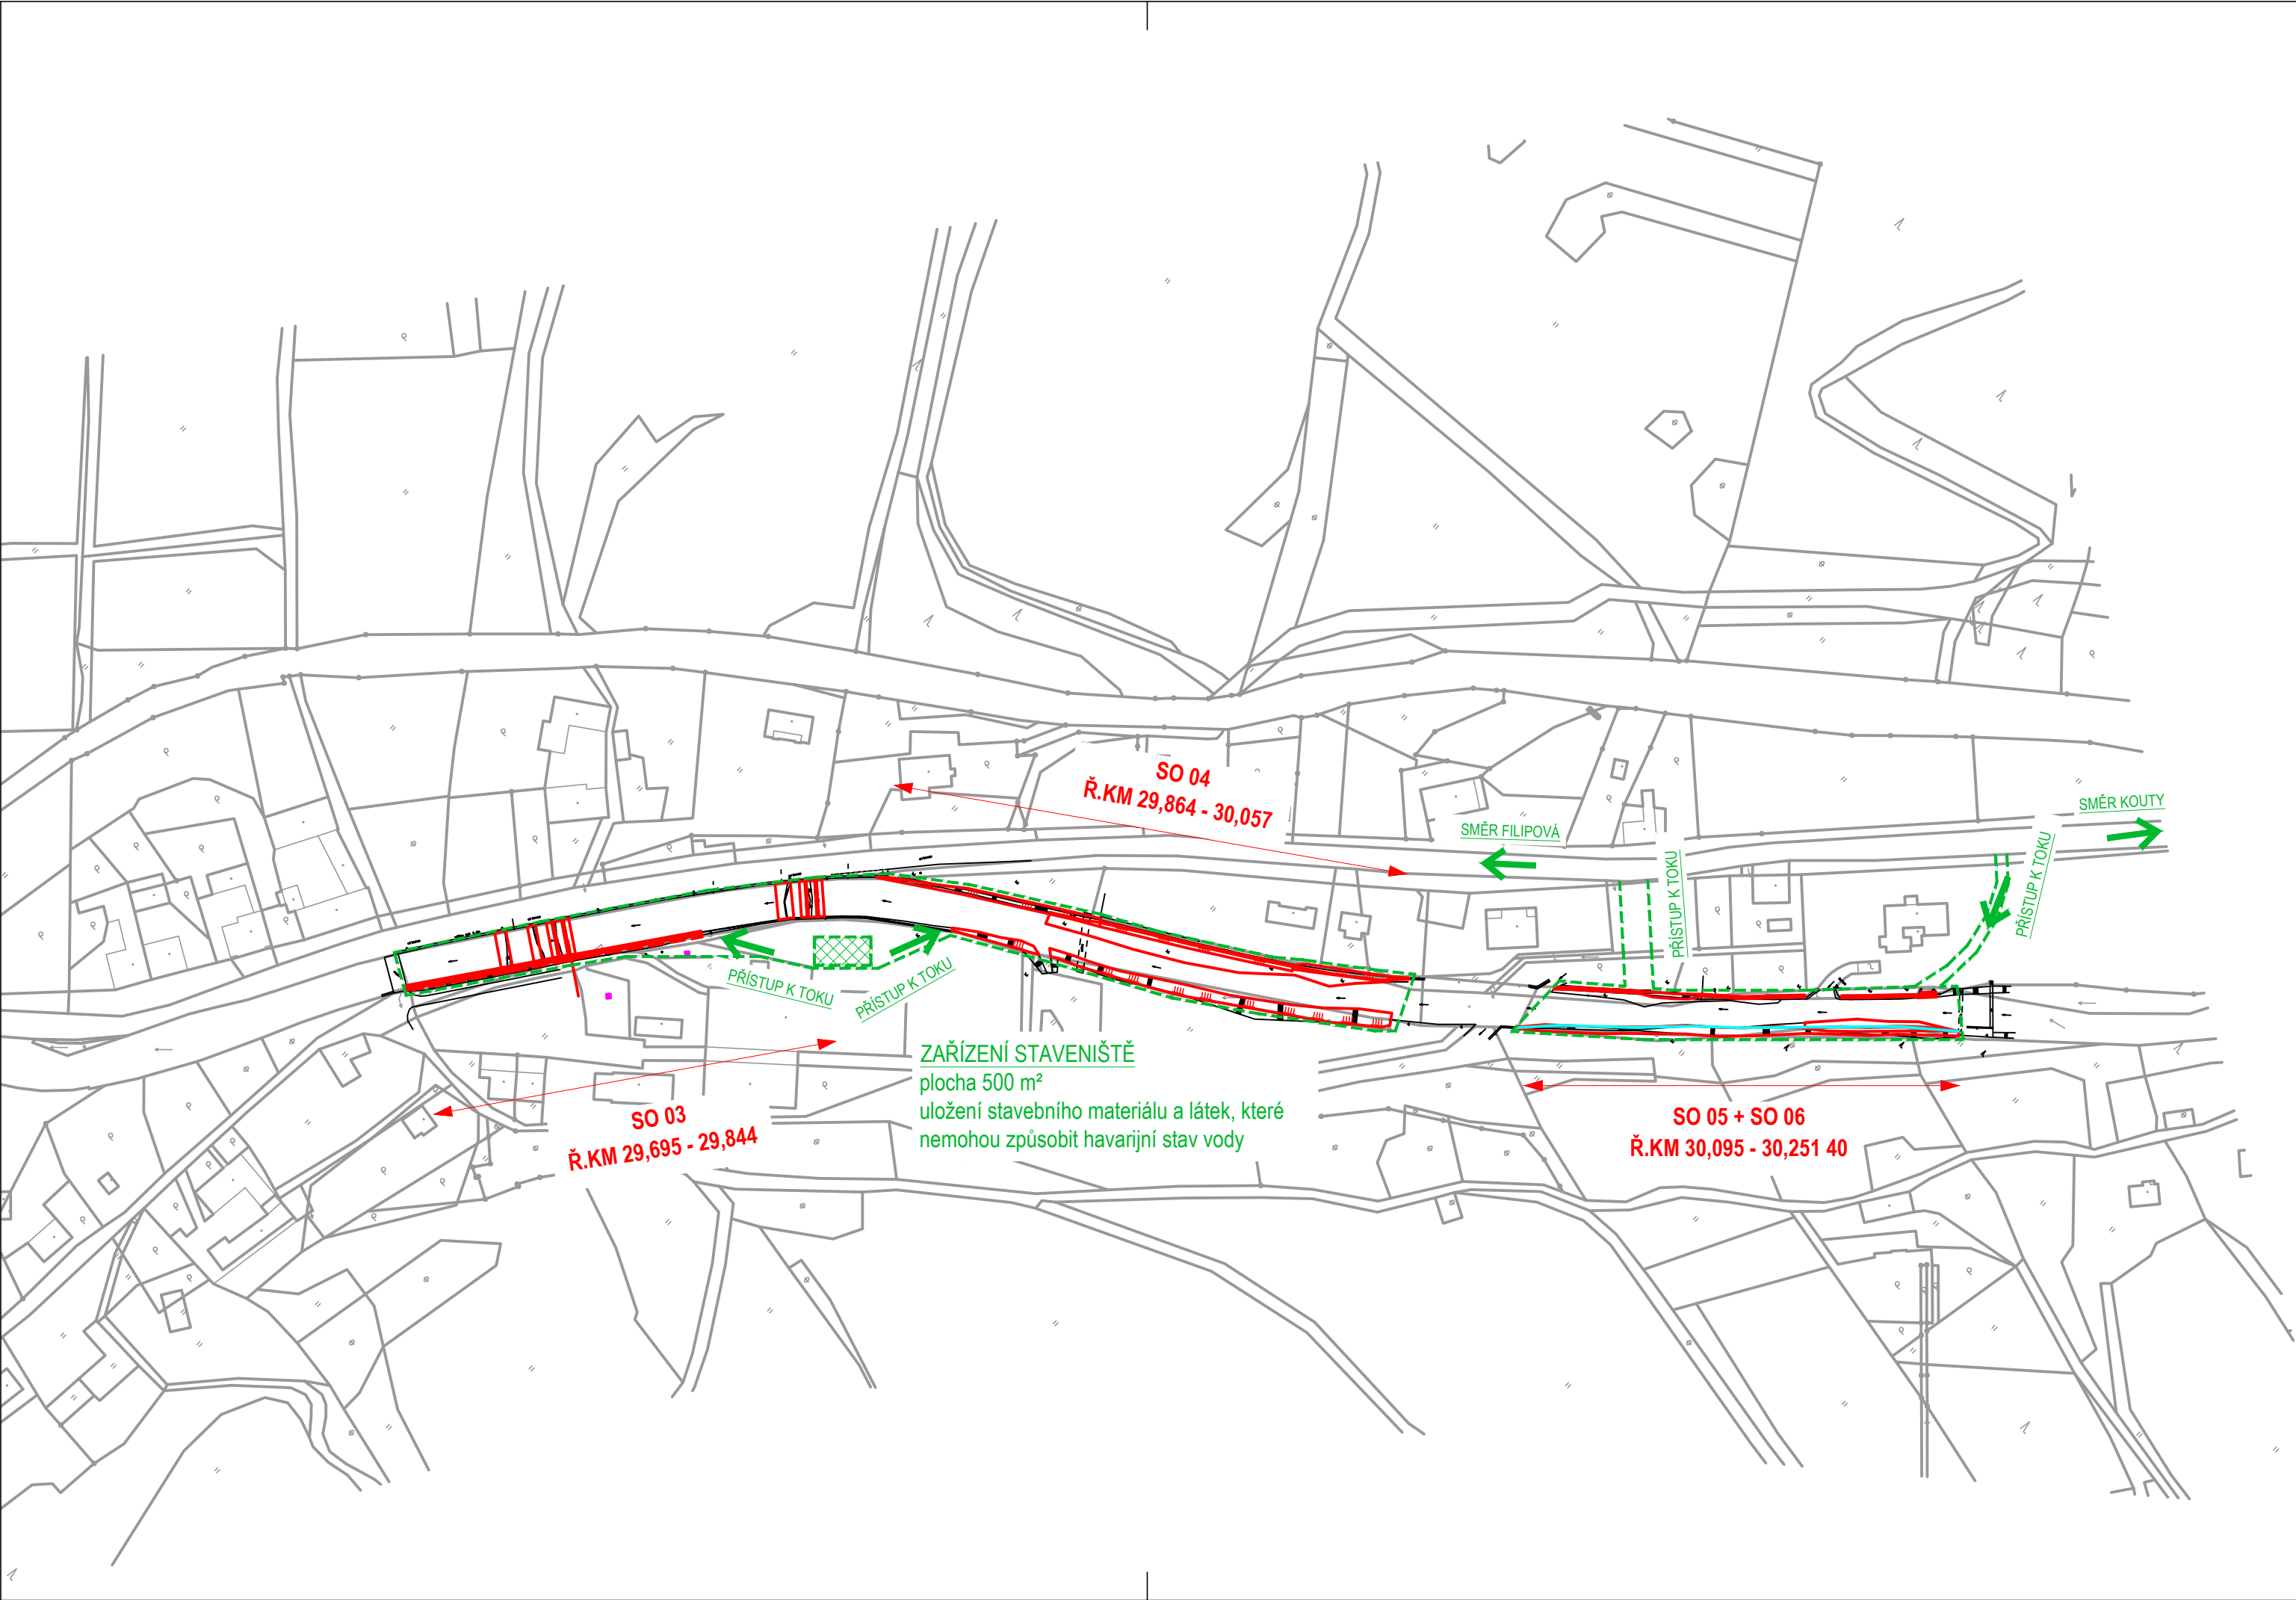 SO 04
Ř.KM 29,864 - 30,057
SMĚR KOUTY
SMĚR FILIPOVÁ
PŘÍSTUP K TOKU
PŘÍSTUP K TOKU
PŘÍSTUP K TOKU
PŘÍSTUP K TOKU
ZAŘÍZENÍ STAVENIŠTĚ
plocha 500 m²
uložení stavebního materiálu a látek, které
nemohou způsobit havarijní stav vody
SO 03
Ř.KM 29,695 - 29,844
SO 05 + SO 06
Ř.KM 30,095 - 30,251 40